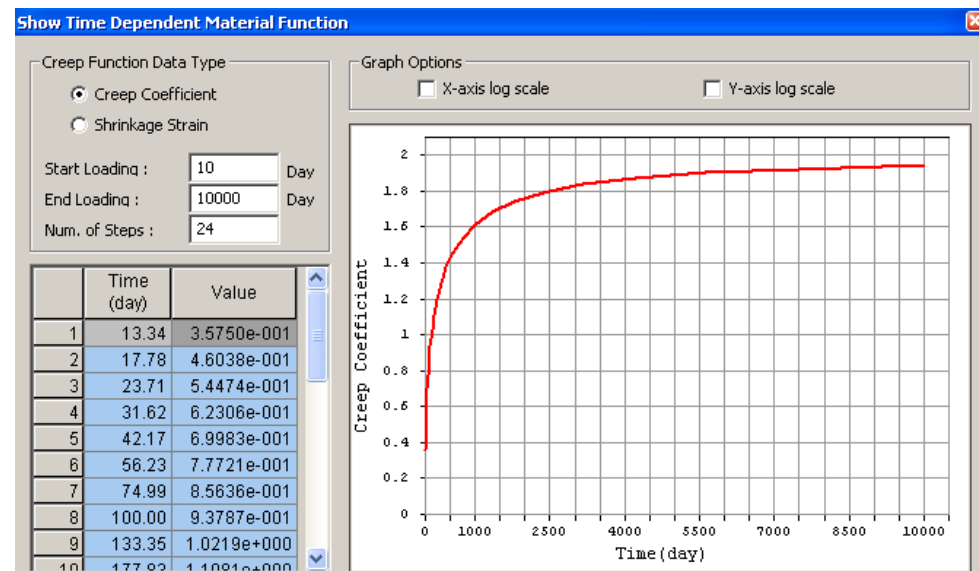 Show Time Dependent Material Function
Creep Function Data Type
Creep Coefficient
Shrinkage Strain
Start Loading : 10 Day
End Loading : 10000 Day
Num. of Steps : 24
Time (day) Value
1 13.34 3.5750e-001
2 17.78 4.6038e-001
3 23.71 5.4474e-001
4 31.62 6.2306e-001
5 42.17 6.9983e-001
6 56.23 7.7721e-001
7 74.99 8.5636e-001
8 100.00 9.3787e-001
9 133.35 1.0219e+000
10 177.83 1.1081e+000
Graph Options
X-axis log scale Y-axis log scale
2
1.8
1.6
1.4
1.2
1
0.8
0.6
0.4
0.2
0
Creep Coefficient
0 1000 2500 4000 5500 7000 8500 10000
Time(day)